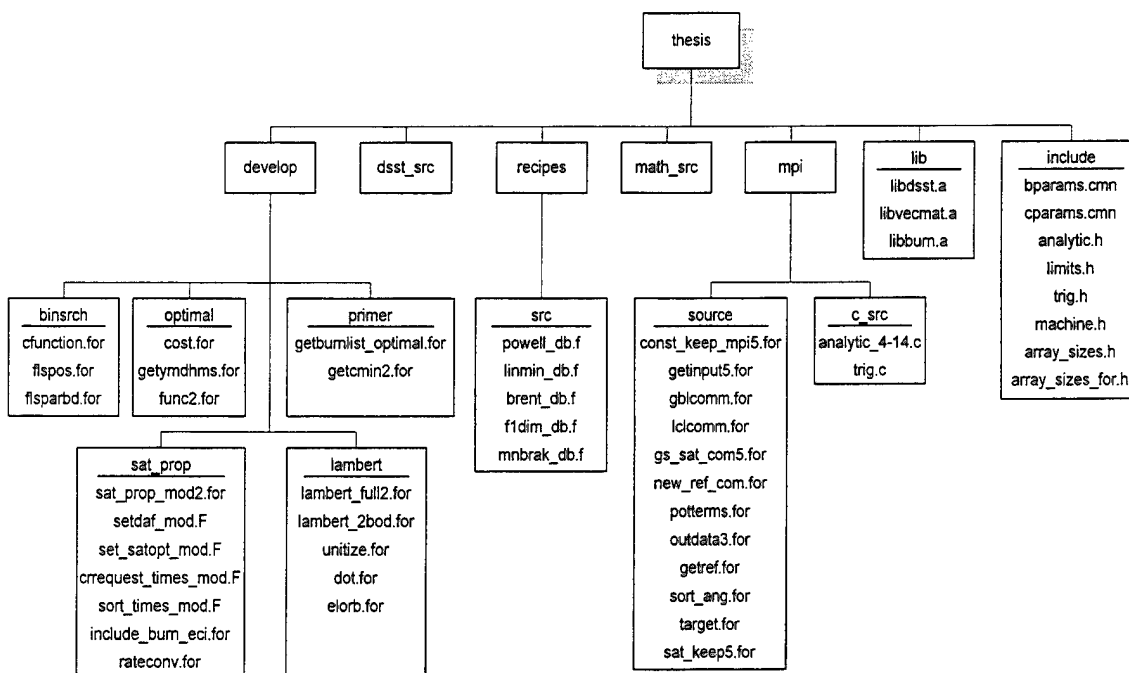 thesis
develop
dsst_src
recipes
math_src
mpi
lib
libdsst.a
libvecmat.a
libburn.a
include
bparams.cmn
cparams.cmn
analytic.h
limits.h
trig.h
machine.h
array_sizes.h
array_sizes_for.h
binsrch
cfunction.for
flspos.for
flsparbd.for
optimal
cost.for
getymdhms.for
func2.for
primer
getburnlist_optimal.for
getcmin2.for
src
powell_db.f
linmin_db.f
brent_db.f
f1dim_db.f
mnbrak_db.f
source
const_keep_mpi5.for
getinput5.for
gblcomm.for
lclcomm.for
gs_sat_com5.for
new_ref_com.for
potterms.for
outdata3.for
getref.for
sort_ang.for
target.for
sat_keep5.for
c_src
analytic_4-14.c
trig.c
sat_prop
sat_prop_mod2.for
setdaf_mod.F
set_satopt_mod.F
crrequest_times_mod.F
sort_times_mod.F
include_burn_eci.for
rateconv.for
lambert
lambert_full2.for
lambert_2bod.for
unitize.for
dot.for
elorb.for